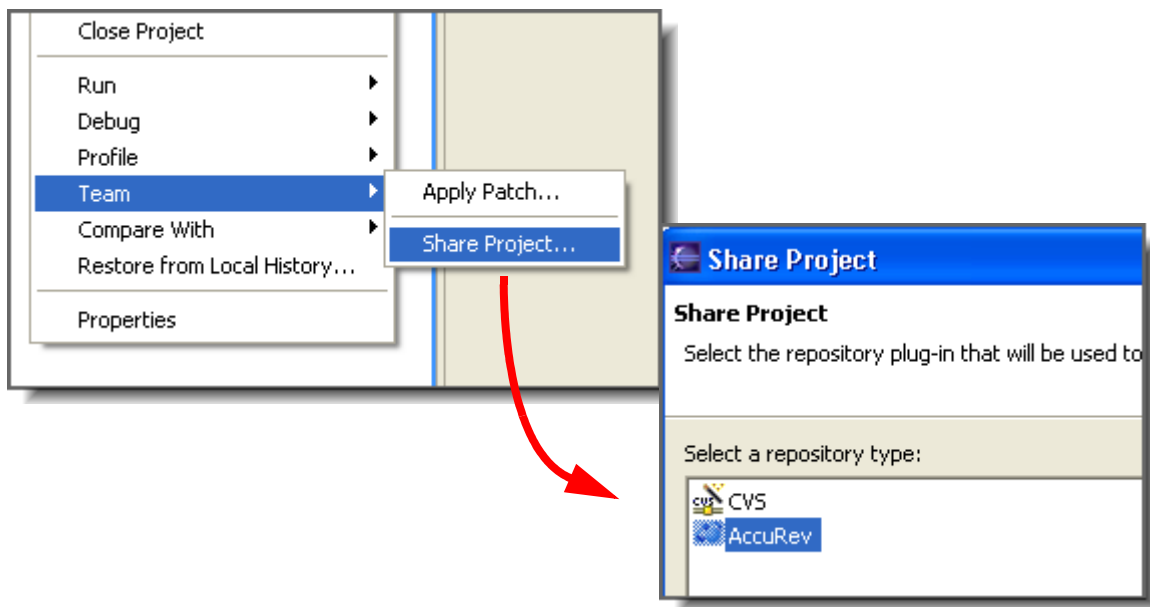 Close Project
Run
Debug
Profile
Team
Compare With
Restore from Local History...
Properties
Apply Patch...
Share Project...
Share Project
Share Project
Select the repository plug-in that will be used to
Select a repository type:
CVS CVS
AccuRev